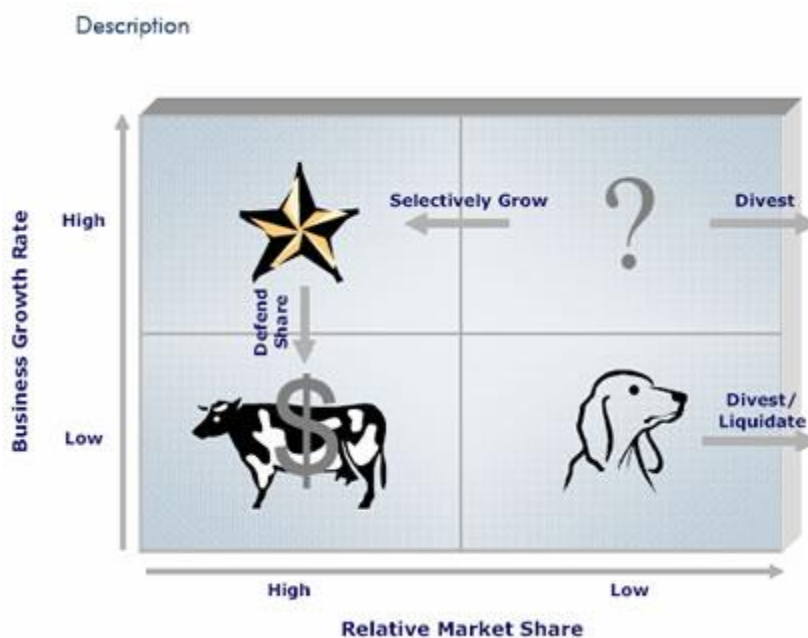 Description
Business Growth Rate
High
Selectively Grow
?
Divest
Defend
Share
Low
$
Divest/
Liquidate
High
Low
Relative Market Share